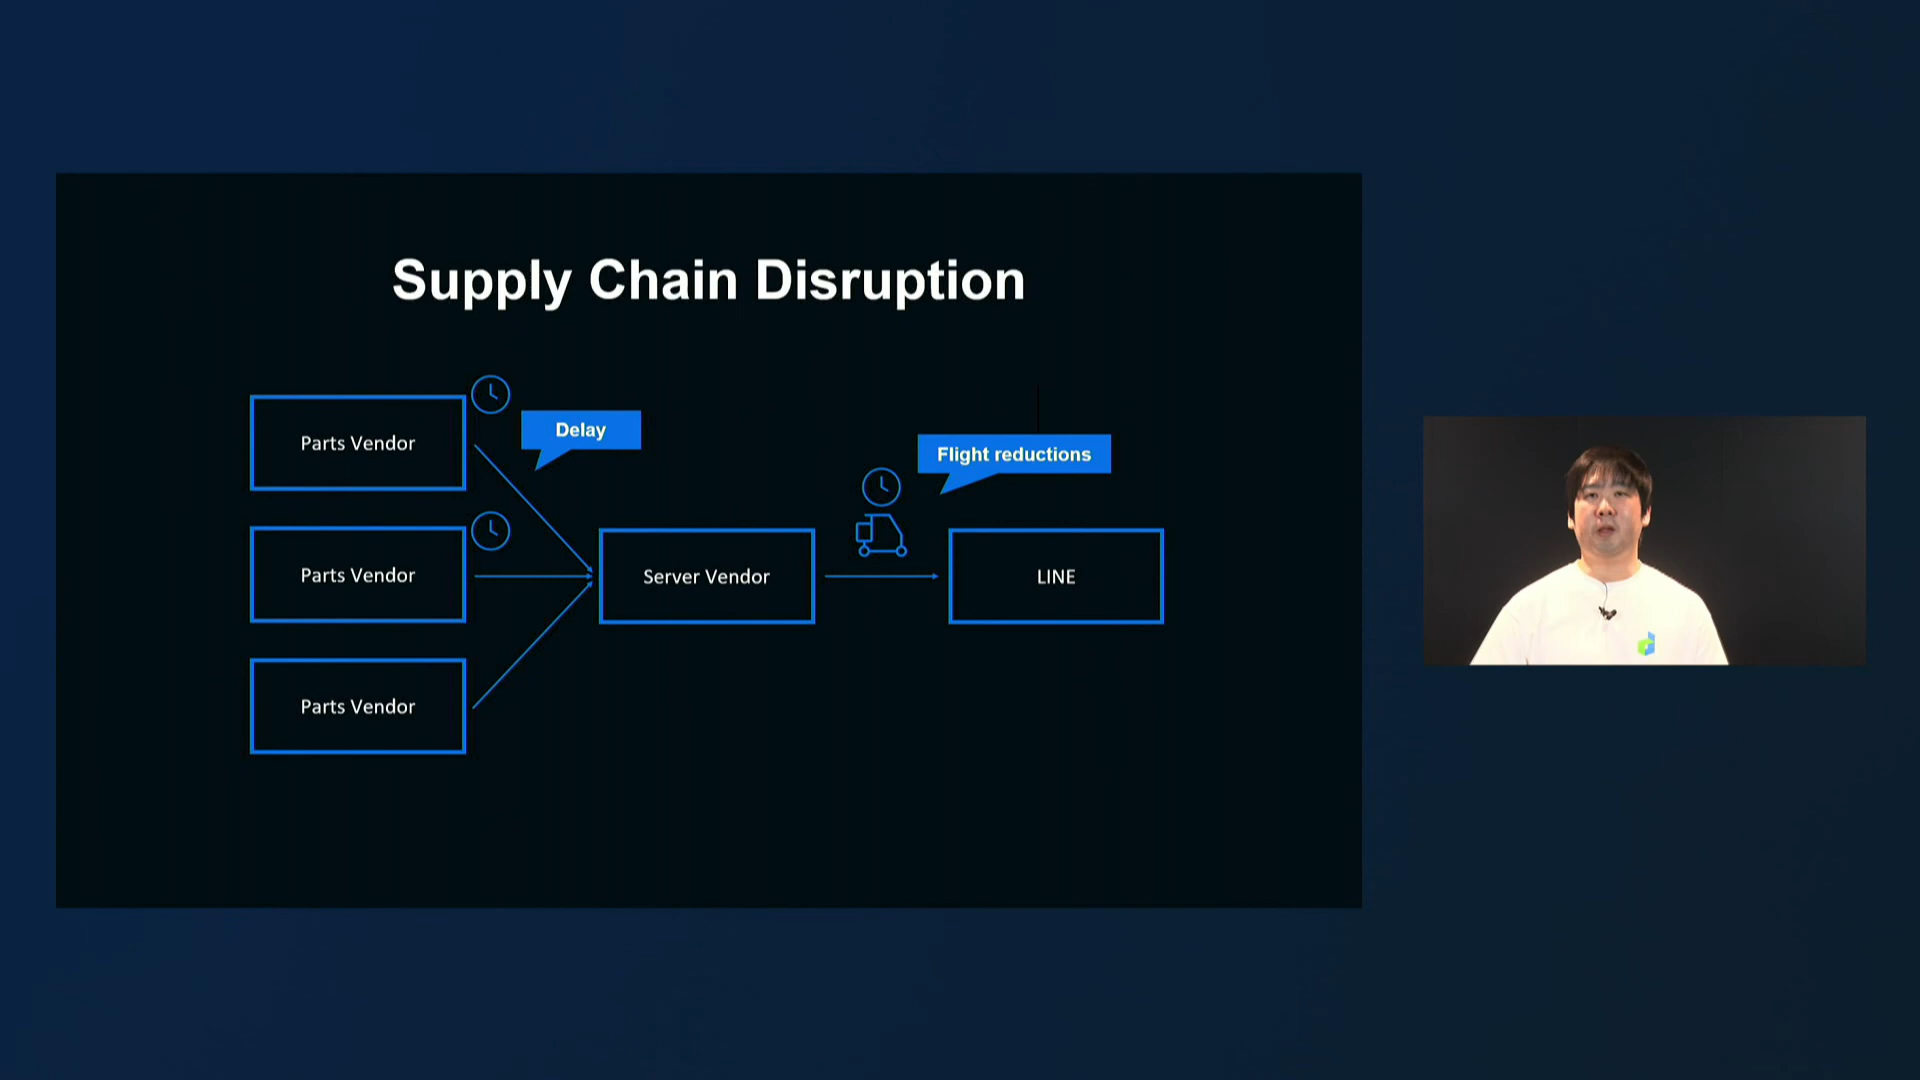 Supply Chain Disruption
Parts Vendor
Delay
Flight reductions
Parts Vendor
Server Vendor
LINE
Parts Vendor